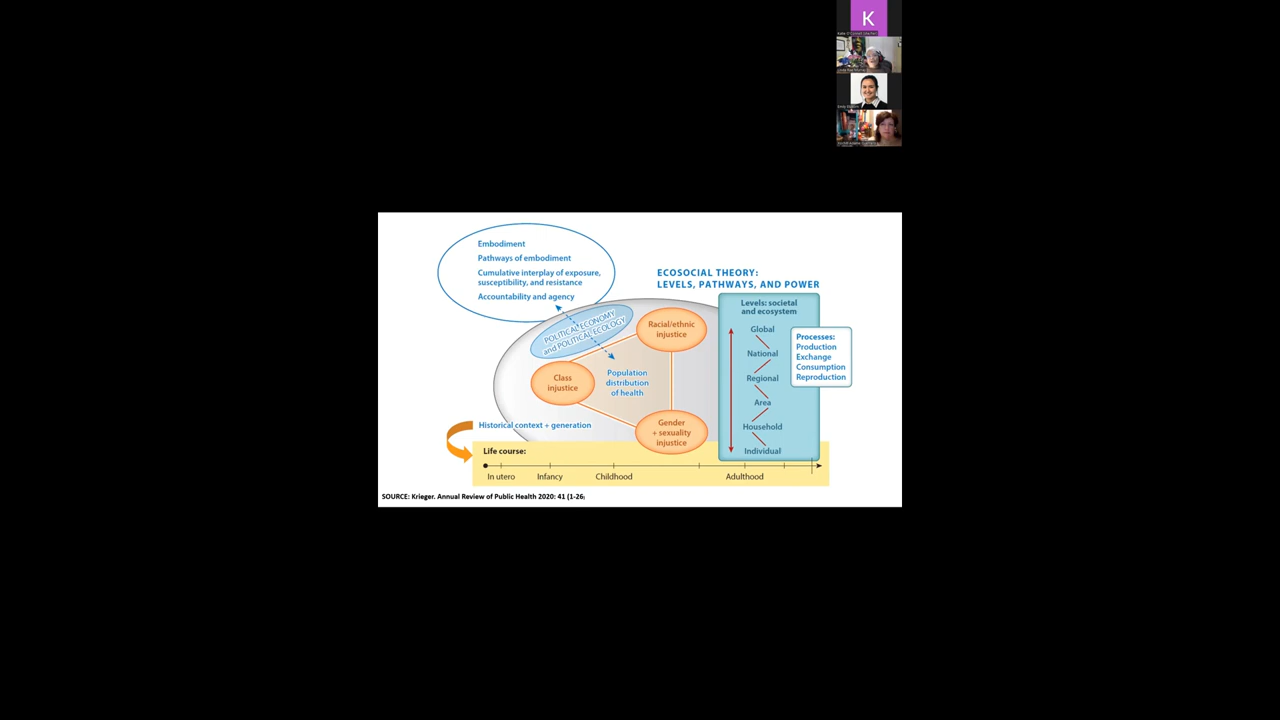 K
Embodiment
Pathways of embodiment
Cumulative interplay of exposure,
susceptibility, and resistance
Accountability and agency
ECOSOCIAL THEORY:
LEVELS, PATHWAYS, AND POWER
POLITICAL ECONOMY
and POLITICAL ECOLOGY
Racial/ethnic
injustice
Class
injustice
Population
distribution
of health
Gender
+ sexuality
injustice
Levels: societal
and ecosystem
Global
National
Regional
Area
Household
Individual
Processes:
Production
Exchange
Consumption
Reproduction
Historical context + generation
Life course:
In utero
Infancy
Childhood
Adulthood
SOURCE: Krieger. Annual Review of Public Health 2020: 41 (1-26)